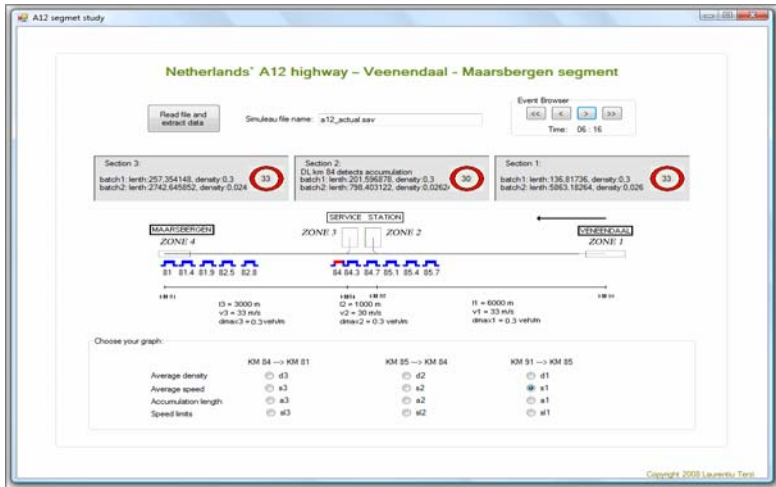 A12 segmet study
Netherlands' A12 highway – Veenendaal - Maarsbergen segment
Read file and extract data
Simuleau file name: a12_actual.sav
Event Browser
<< < > >>
Time: 06 : 16
Section 3:
batch1: lenth:257,354148, density:0.3
batch2: lenth:2742,645852, density:0,024
33
Section 2:
DL km 84 detects accumulation
batch1: lenth:201,596878, density:0.3
batch2: lenth:798,403122, density:0,0262
30
Section 1:
batch1: lenth:136,81736, density:0.3
batch2: lenth:5863,18264, density:0,026
33
SERVICE STATION
MAARSBERGEN
ZONE 4
ZONE 3
ZONE 2
VENEENDAAL
ZONE 1
81 81.4 81.9 82.5 82.8 84 84.3 84.7 85.1 85.4 85.7
l3 = 3000 m
v3 = 33 m/s
dmax3 = 0.3 veh/m
l2 = 1000 m
v2 = 30 m/s
dmax2 = 0.3 veh/m
l1 = 6000 m
v1 = 33 m/s
dmax1 = 0.3 veh/m
Choose your graph:
KM 84 --> KM 81 KM 85 --> KM 84 KM 91 --> KM 85
Average density d3 d2 d1
Average speed s3 s2 s1
Accumulation length a3 a2 a1
Speed limits sl3 sl2 sl1
Copyright 2008 Laurentiu Tersi